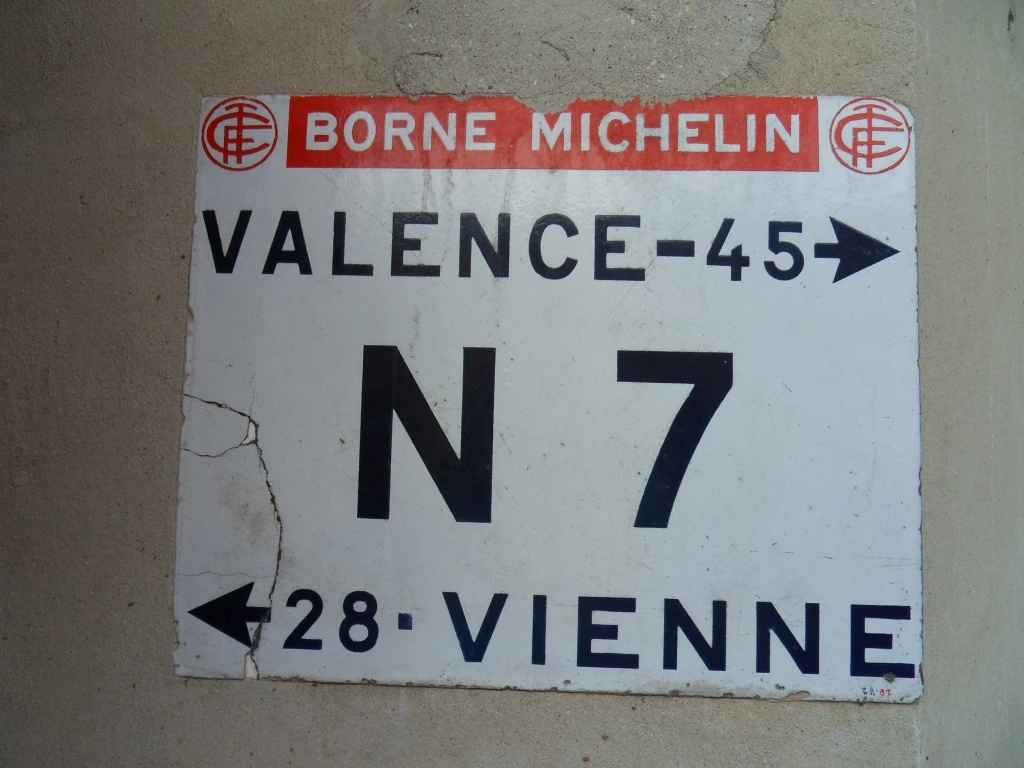 BORNE MICHELIN
VALENCE-45
N 7
28·VIENNE